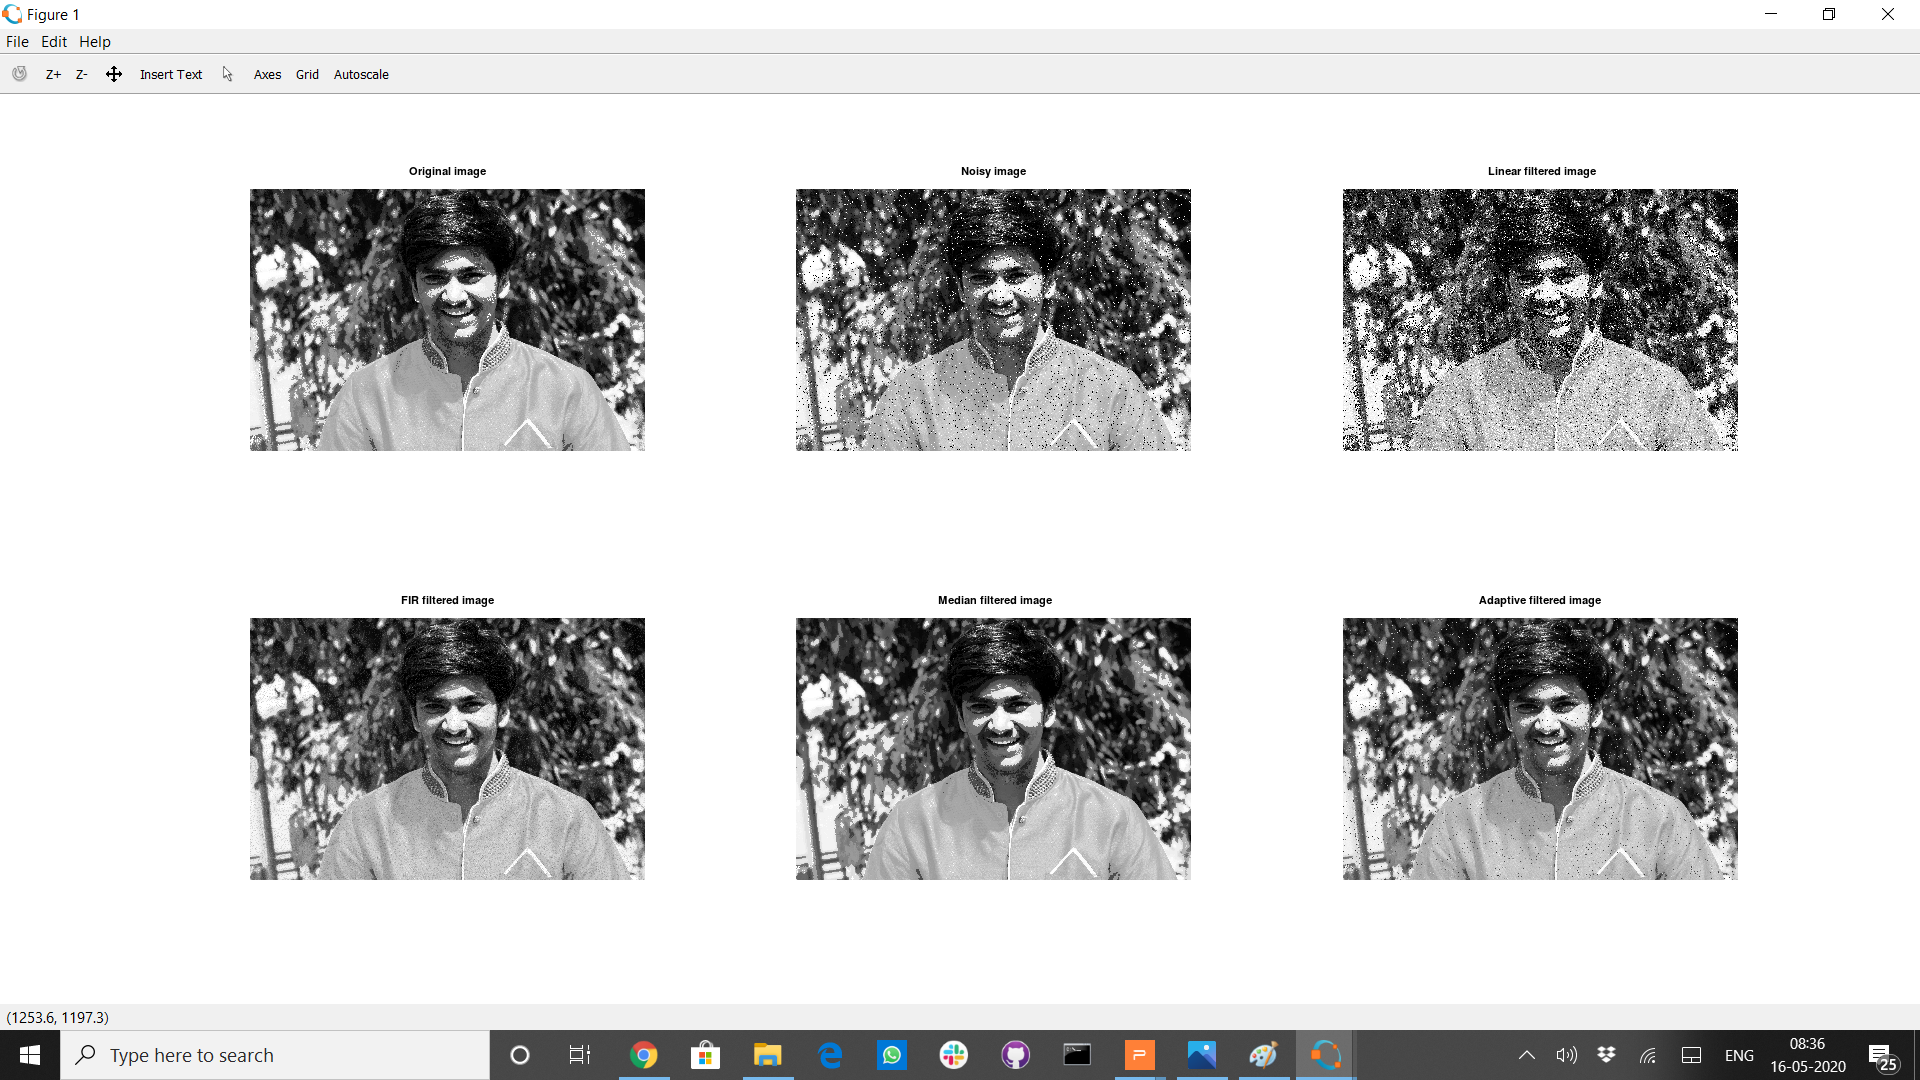 Figure 1
File Edit Help
Z+ Z- Insert Text Axes Grid Autoscale
Original image
Noisy image
Linear filtered image
FIR filtered image
Median filtered image
Adaptive filtered image
(1253.6, 1197.3)
Type here to search
ENG
08:36
16-05-2020
25